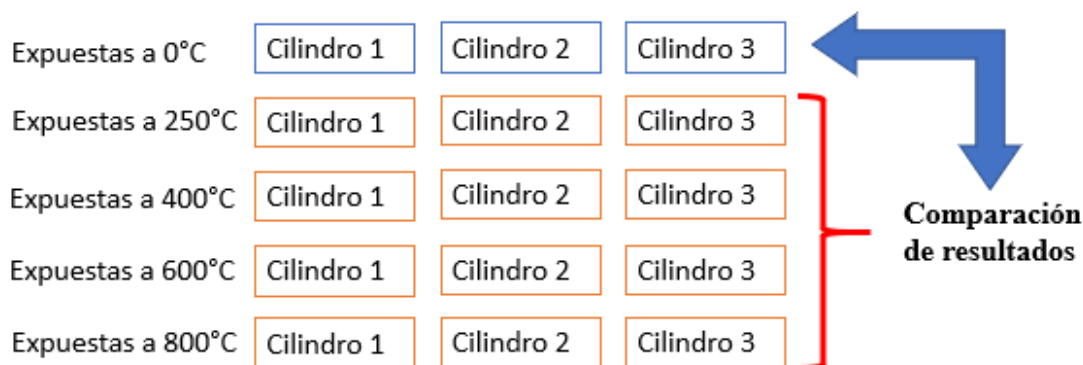 Expuestas a 0°C Cilindro 1 Cilindro 2 Cilindro 3
Expuestas a 250°C Cilindro 1 Cilindro 2 Cilindro 3
Expuestas a 400°C Cilindro 1 Cilindro 2 Cilindro 3
Expuestas a 600°C Cilindro 1 Cilindro 2 Cilindro 3
Expuestas a 800°C Cilindro 1 Cilindro 2 Cilindro 3
Comparación
de resultados